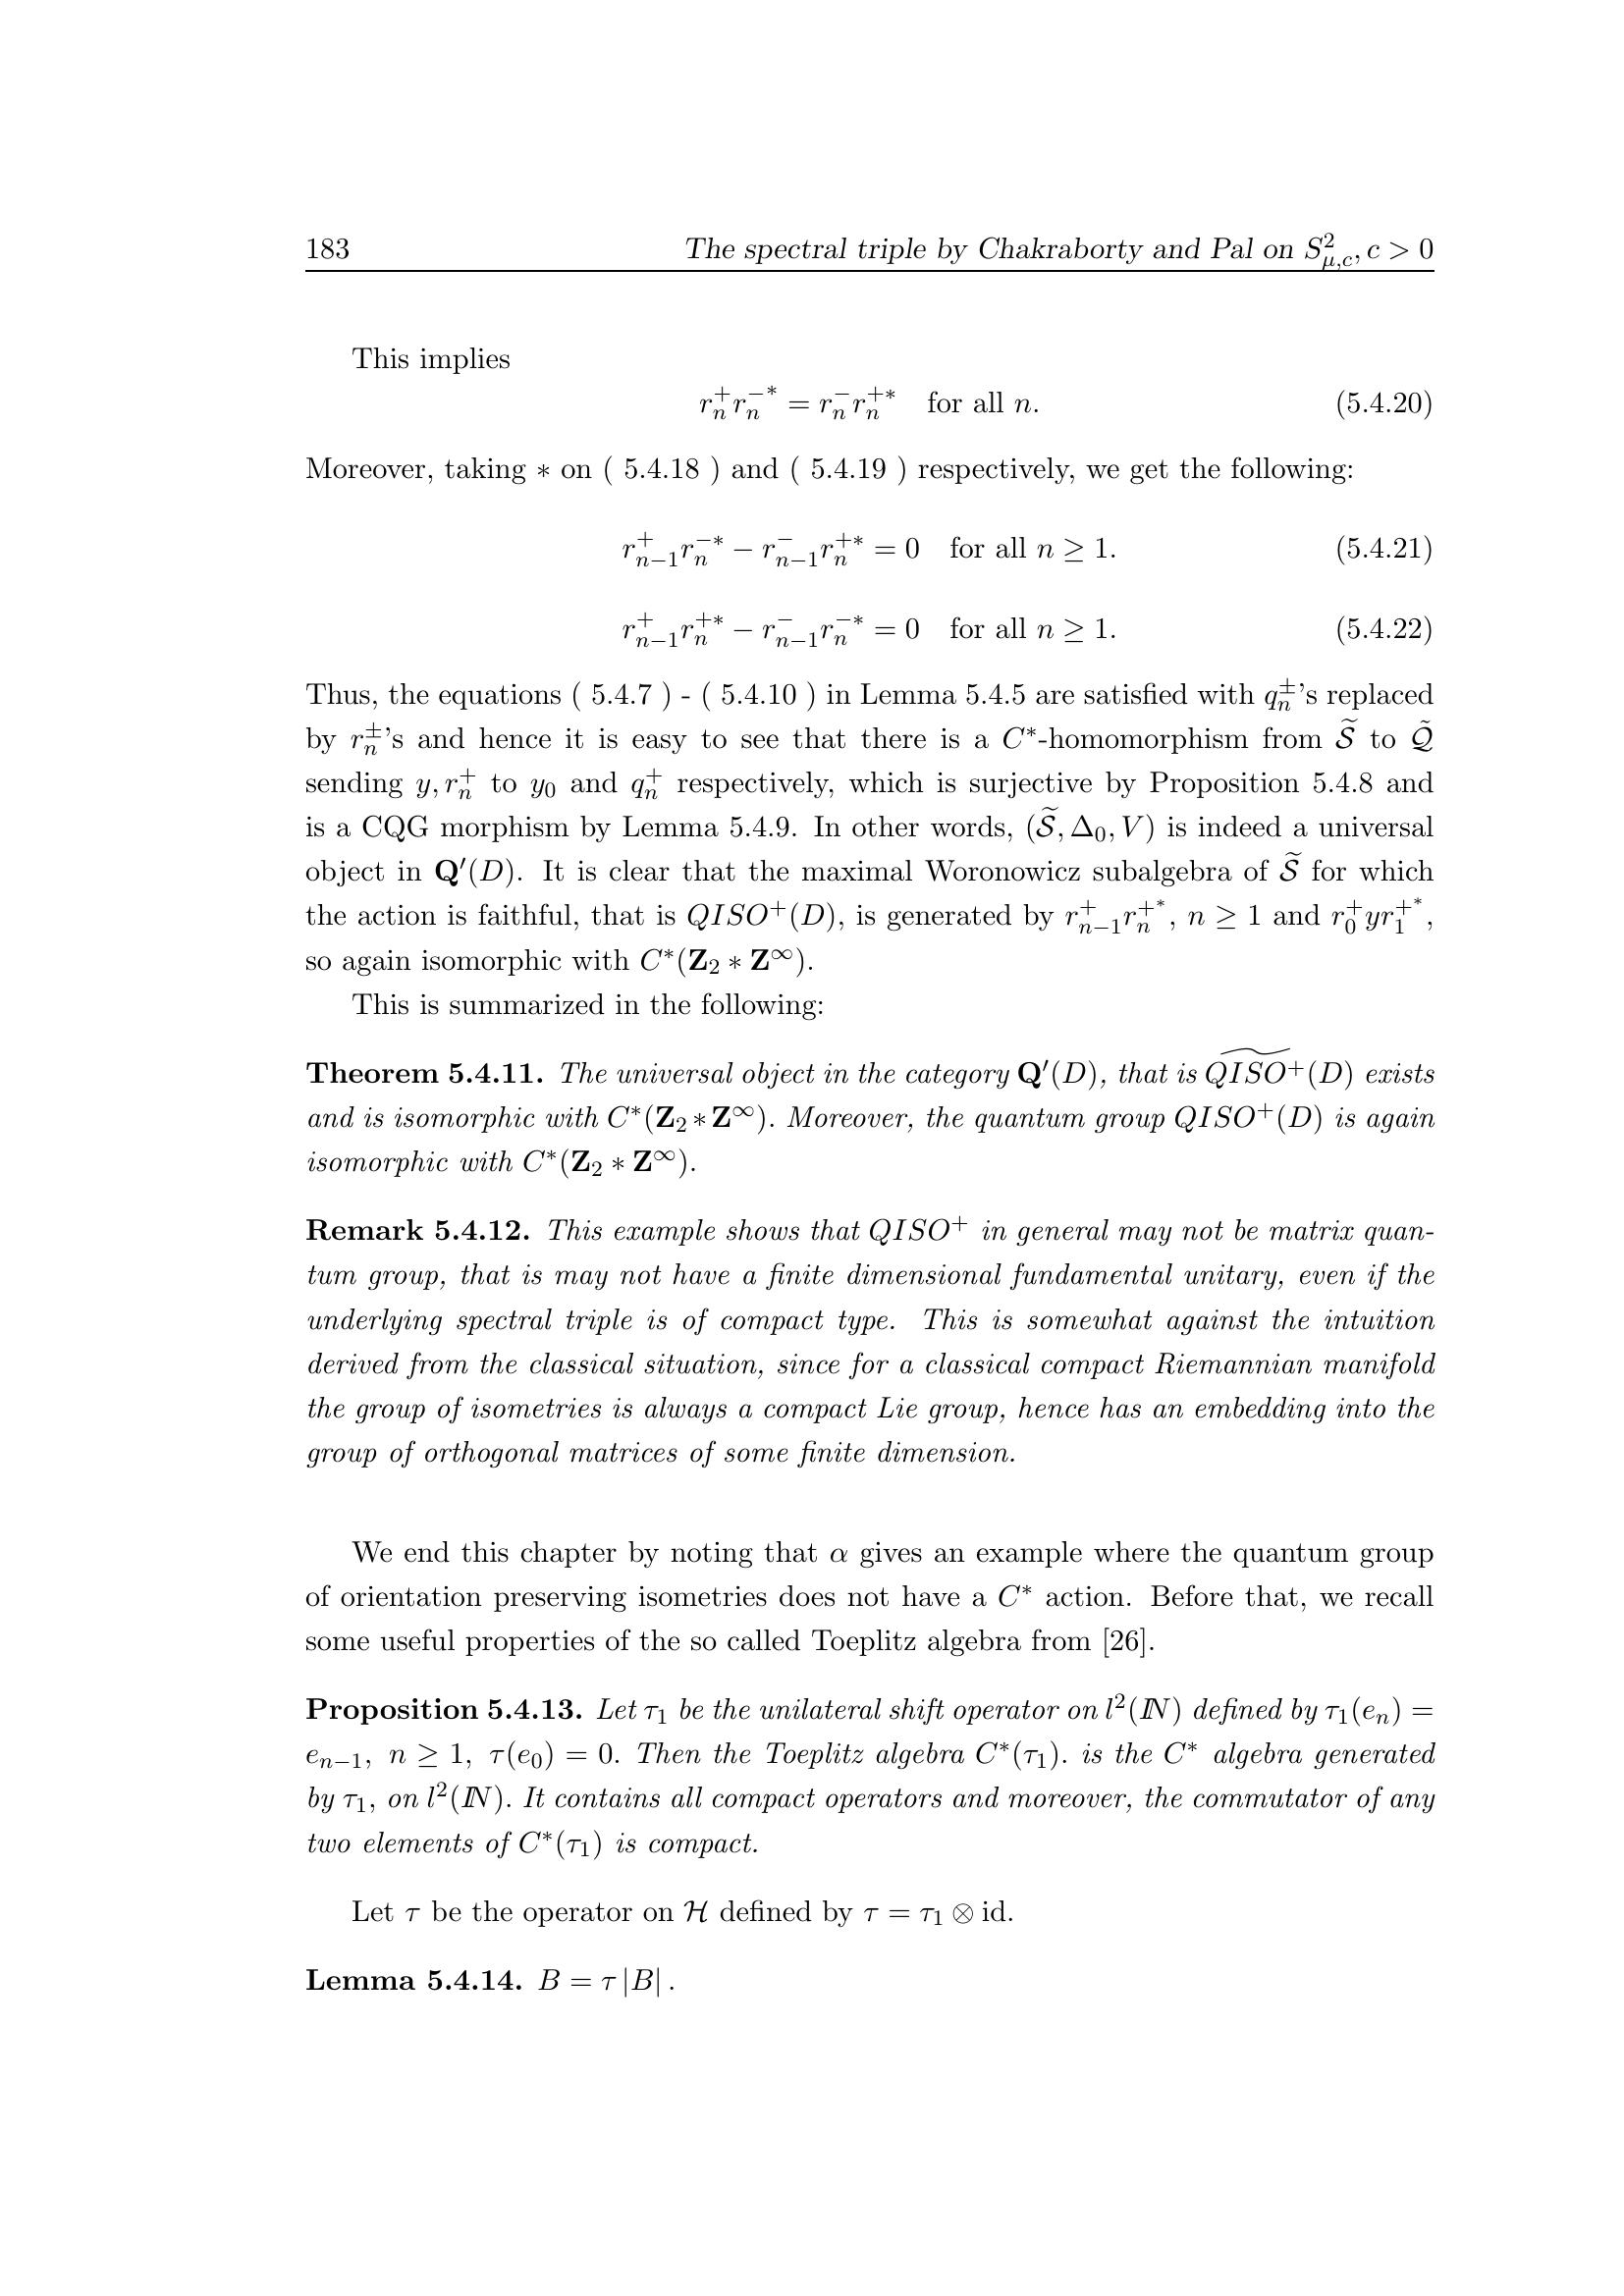 183 The spectral triple by Chakraborty and Pal on $S^2_{\mu,c}, c > 0$
This implies
$r_n^+ {r_n^-}^* = r_n^- {r_n^+}^*$ for all $n$. (5.4.20)
Moreover, taking ∗ on ( 5.4.18 ) and ( 5.4.19 ) respectively, we get the following:
$r_{n-1}^+ r_n^{-*} - r_{n-1}^- r_n^{+*} = 0$ for all $n \geq 1$. (5.4.21)
$r_{n-1}^+ r_n^{+*} - r_{n-1}^- r_n^{-*} = 0$ for all $n \geq 1$. (5.4.22)
Thus, the equations ( 5.4.7 ) - ( 5.4.10 ) in Lemma 5.4.5 are satisfied with $q_n^\pm$'s replaced
by $r_n^\pm$'s and hence it is easy to see that there is a $C^*$-homomorphism from $\widetilde{\mathcal{S}}$ to $\tilde{\mathcal{Q}}$
sending $y, r_n^+$ to $y_0$ and $q_n^+$ respectively, which is surjective by Proposition 5.4.8 and
is a CQG morphism by Lemma 5.4.9. In other words, $(\widetilde{\mathcal{S}}, \Delta_0, V)$ is indeed a universal
object in $\mathbf{Q}'(D)$. It is clear that the maximal Woronowicz subalgebra of $\widetilde{\mathcal{S}}$ for which
the action is faithful, that is $QISO^+(D)$, is generated by $r_{n-1}^+ {r_n^+}^*$, $n \geq 1$ and $r_0^+ y {r_1^+}^*$,
so again isomorphic with $C^*(\mathbf{Z}_2 * \mathbf{Z}^\infty)$.
This is summarized in the following:
**Theorem 5.4.11.** The universal object in the category $\mathbf{Q}'(D)$, that is $\widetilde{QISO^+}(D)$ exists
and is isomorphic with $C^*(\mathbf{Z}_2 * \mathbf{Z}^\infty)$. Moreover, the quantum group $QISO^+(D)$ is again
isomorphic with $C^*(\mathbf{Z}_2 * \mathbf{Z}^\infty)$.
**Remark 5.4.12.** This example shows that $QISO^+$ in general may not be matrix quan-
tum group, that is may not have a finite dimensional fundamental unitary, even if the
underlying spectral triple is of compact type. This is somewhat against the intuition
derived from the classical situation, since for a classical compact Riemannian manifold
the group of isometries is always a compact Lie group, hence has an embedding into the
group of orthogonal matrices of some finite dimension.
We end this chapter by noting that $\alpha$ gives an example where the quantum group
of orientation preserving isometries does not have a $C^*$ action. Before that, we recall
some useful properties of the so called Toeplitz algebra from [26].
**Proposition 5.4.13.** Let $\tau_1$ be the unilateral shift operator on $l^2(I\!N)$ defined by $\tau_1(e_n) =$
$e_{n-1},\ n \geq 1,\ \tau(e_0) = 0$. Then the Toeplitz algebra $C^*(\tau_1)$. is the $C^*$ algebra generated
by $\tau_1$, on $l^2(I\!N)$. It contains all compact operators and moreover, the commutator of any
two elements of $C^*(\tau_1)$ is compact.
Let $\tau$ be the operator on $\mathcal{H}$ defined by $\tau = \tau_1 \otimes \mathrm{id}$.
**Lemma 5.4.14.** $B = \tau |B|$.